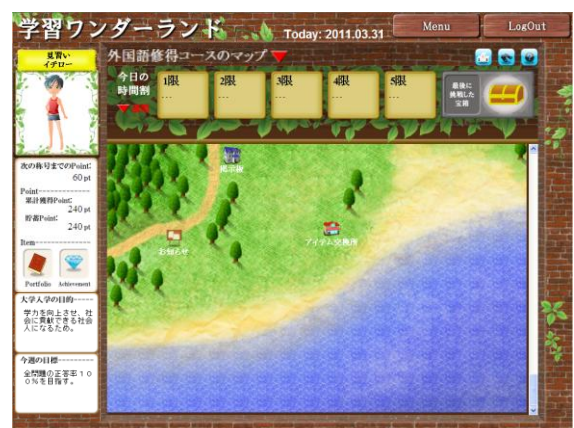 学習ワンダーランド
Today: 2011.03.31
Menu
LogOut
見習い
イチロー
外国語修得コースのマップ
今日の
時間割
1限
...
2限
...
3限
...
4限
...
5限
...
最後に
挑戦した
宝箱
次の称号までのPoint:
60 pt
Point
累計獲得Point:
240 pt
貯蓄Point:
240 pt
Item
Portfolio
Achievement
大学入学の目的
学力を向上させ、社
会に貢献できる社会
人になるため。
今週の目標
全問題の正答率10
0%を目指す。
掲示板
お知らせ
アイテム交換所